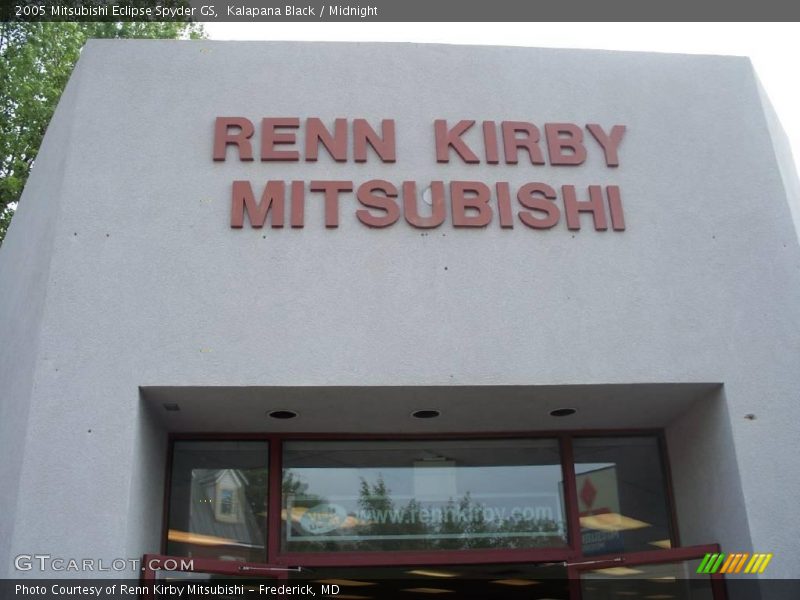 2005 Mitsubishi Eclipse Spyder GS, Kalapana Black / Midnight
RENN KIRBY
MITSUBISHI
www.rennkirby.com
GTCARLOT.COM
Photo Courtesy of Renn Kirby Mitsubishi – Frederick, MD